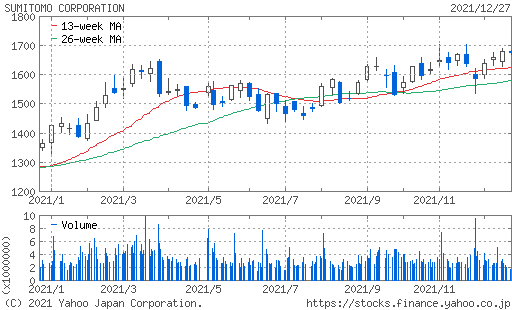 SUMITOMO CORPORATION 2021/12/27
1800
13-week MA
26-week MA
1700
1600
1500
1400
1300
1200
2021/1 2021/3 2021/5 2021/7 2021/9 2021/11
10
Volume
8
6
4
2
0
(x1000000)
2021/1 2021/3 2021/5 2021/7 2021/9 2021/11
(C) 2021 Yahoo Japan Corporation. https://stocks.finance.yahoo.co.jp/